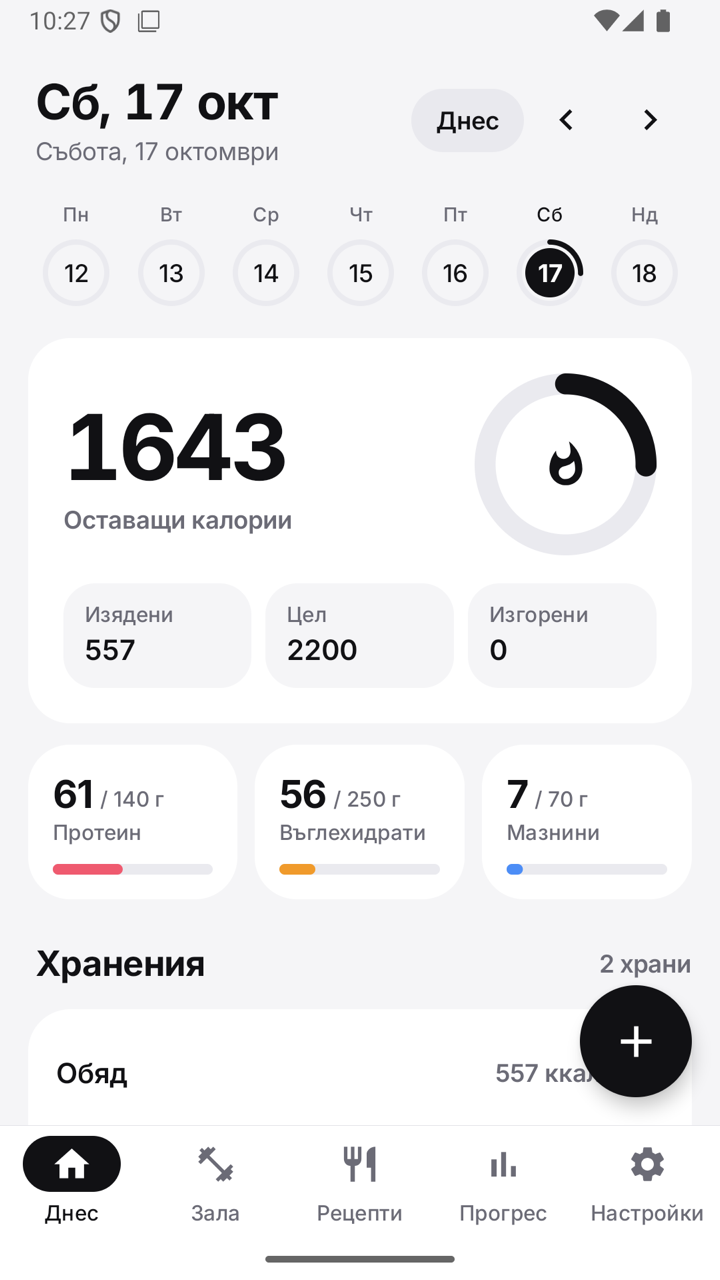 10:27
Сб, 17 окт
Събота, 17 октомври
Днес
Пн Вт Ср Чт Пт Сб Нд
12 13 14 15 16 17 18
1643
Оставащи калории
Изядени Цел Изгорени
557 2200 0
61 / 140 г 56 / 250 г 7 / 70 г
Протеин Въглехидрати Мазнини
Хранения 2 храни
Обяд 557 ккал
Днес Зала Рецепти Прогрес Настройки